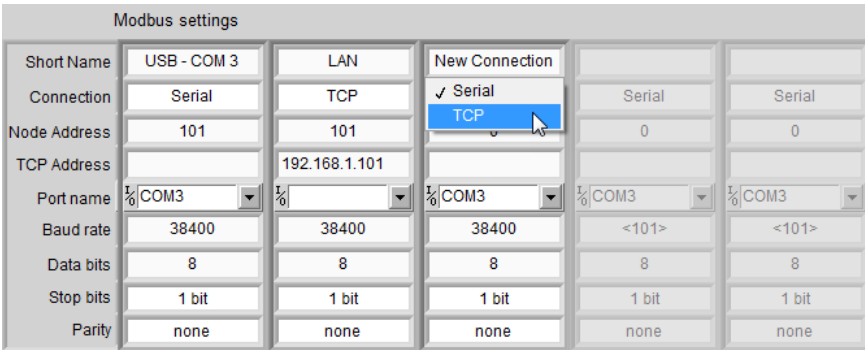 Modbus settings
Short Name USB - COM 3 LAN New Connection
Connection Serial TCP ✓ Serial Serial Serial
TCP
Node Address 101 101 0 0
TCP Address 192.168.1.101
Port name I/O COM3 I/O I/O COM3 I/O COM3 I/O COM3
Baud rate 38400 38400 38400 <101> <101>
Data bits 8 8 8 8 8
Stop bits 1 bit 1 bit 1 bit 1 bit 1 bit
Parity none none none none none